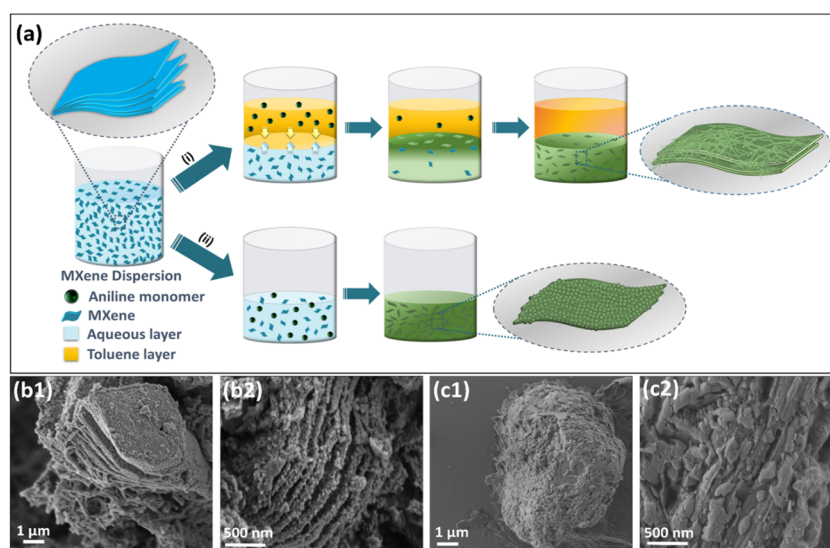 (a)
(i)
(ii)
MXene Dispersion
Aniline monomer
MXene
Aqueous layer
Toluene layer
(b1)
(b2)
(c1)
(c2)
1 μm
500 nm
1 μm
500 nm